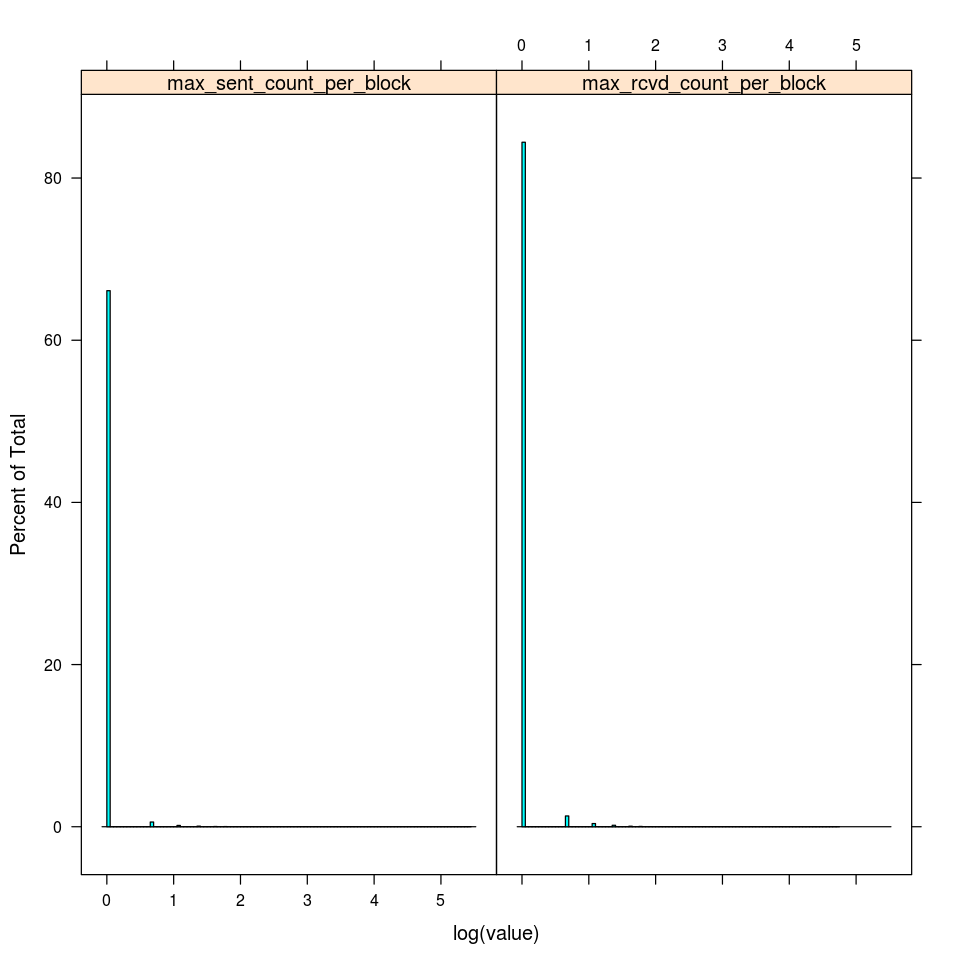 0 1 2 3 4 5
max_sent_count_per_block max_rcvd_count_per_block
80
60
40
20
0
Percent of Total
0 1 2 3 4 5
log(value)